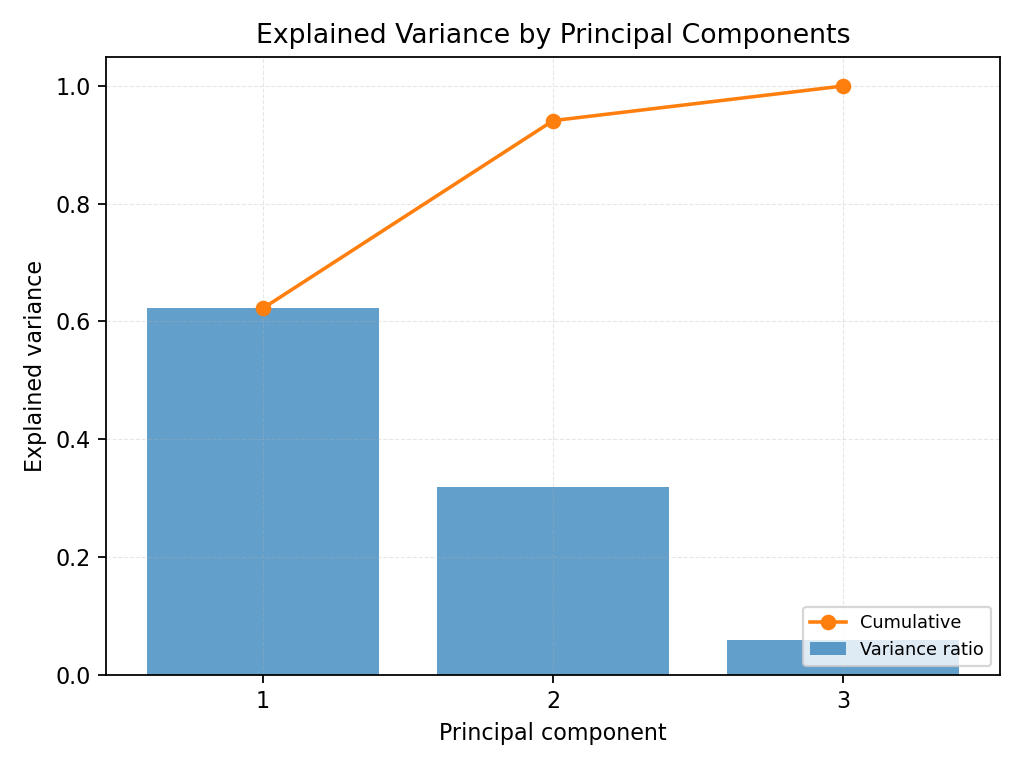 Explained Variance by Principal Components
Explained variance
1.0
0.8
0.6
0.4
0.2
0.0
1 2 3
Principal component
Cumulative
Variance ratio